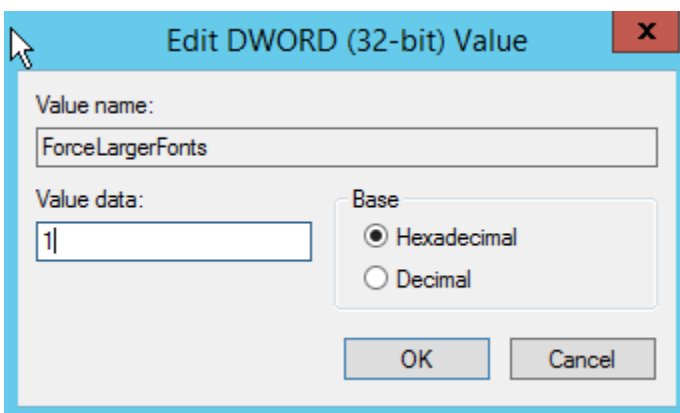 Edit DWORD (32-bit) Value
x
Value name:
ForceLargerFonts
Value data:
1
Base
Hexadecimal
Decimal
OK
Cancel